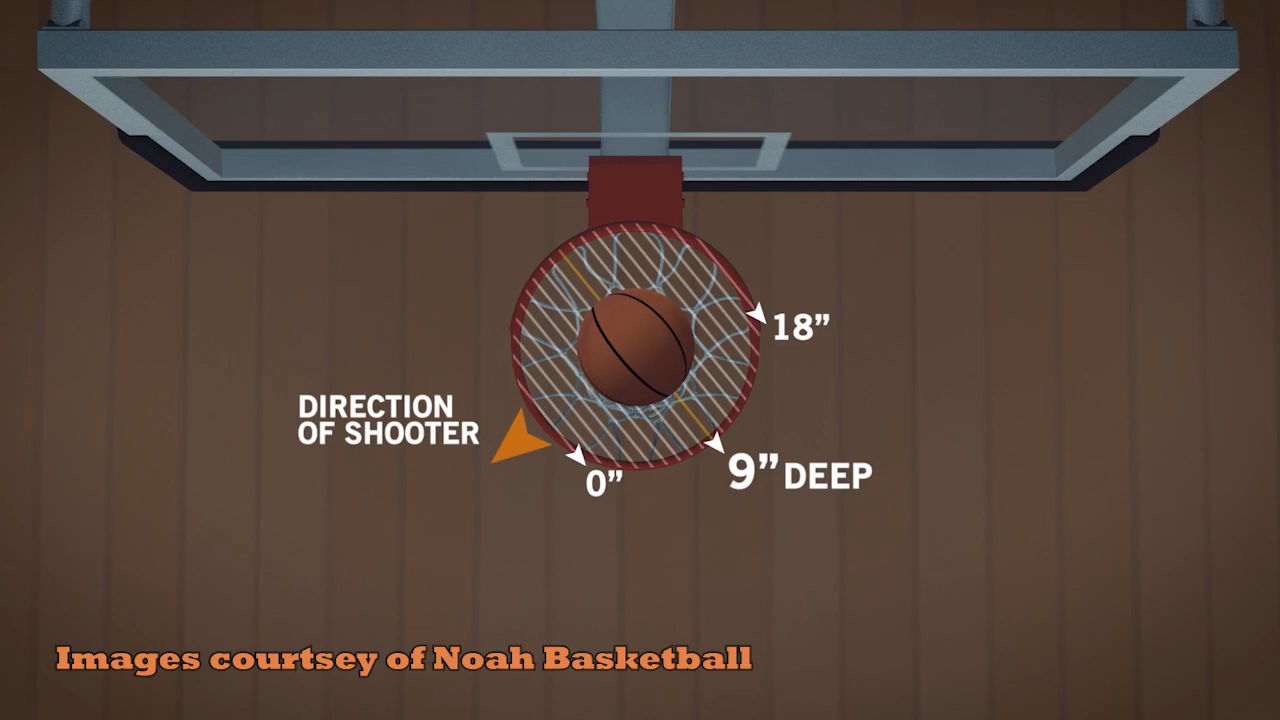 18”
DIRECTION
OF SHOOTER
9” DEEP
0”
Images courtsey of Noah Basketball